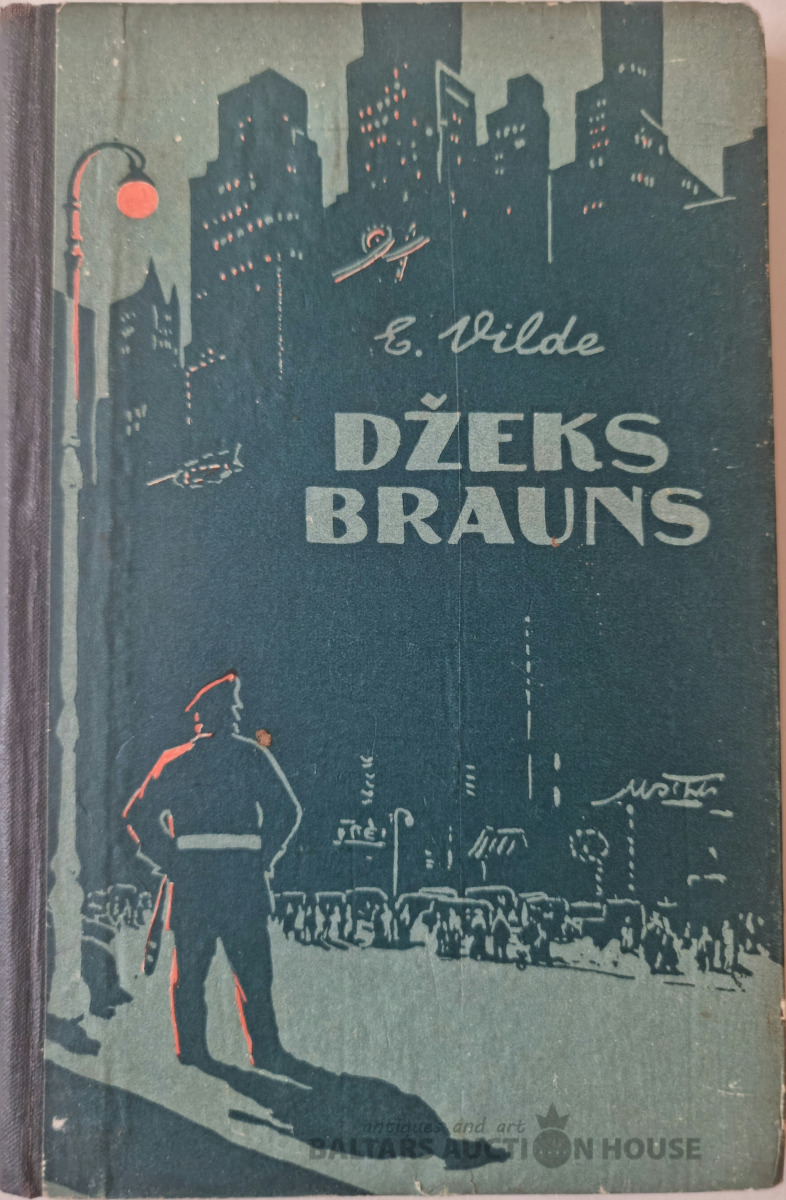 E. Vilde
DŽEKS
BRAUNS
antiques and art
BALTARS AUCTION HOUSE